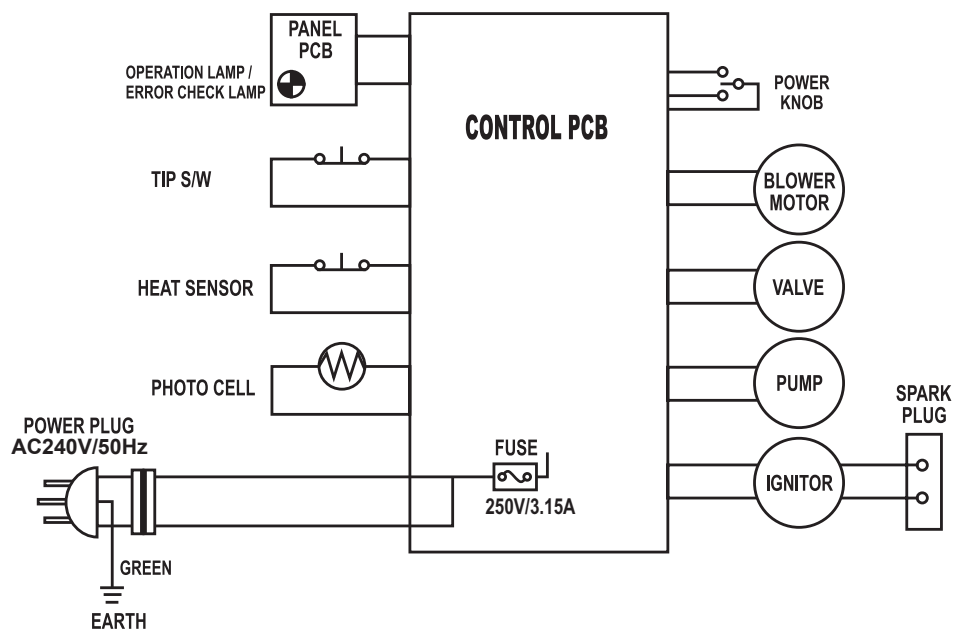 PANEL
PCB
OPERATION LAMP /
ERROR CHECK LAMP
CONTROL PCB
POWER
KNOB
TIP S/W
BLOWER
MOTOR
HEAT SENSOR
VALVE
PHOTO CELL
PUMP
SPARK
PLUG
POWER PLUG
AC240V/50Hz
FUSE
250V/3.15A
IGNITOR
GREEN
EARTH